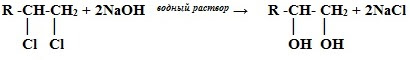 R -CH-CH₂ + 2NaOH водный раствор → R -CH- CH₂ + 2NaCl
| | | |
Cl Cl OH OH